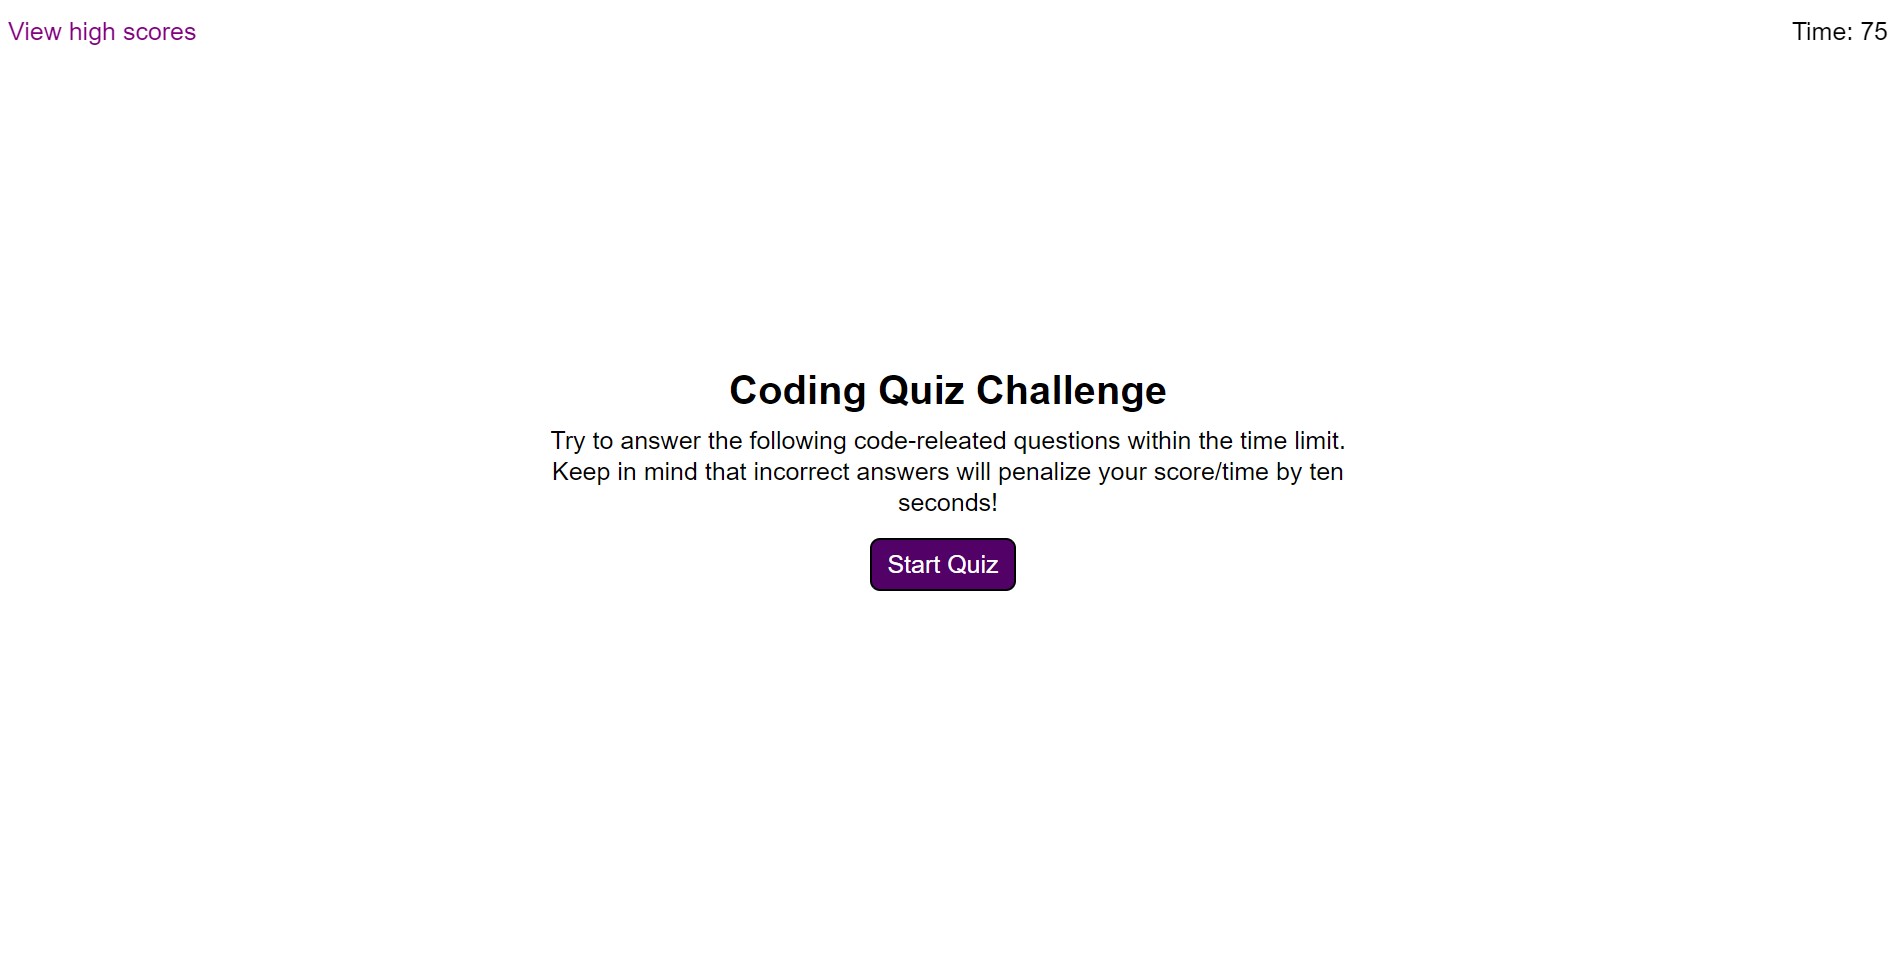 View high scores
Time: 75
Coding Quiz Challenge
Try to answer the following code-releated questions within the time limit.
Keep in mind that incorrect answers will penalize your score/time by ten
seconds!
Start Quiz